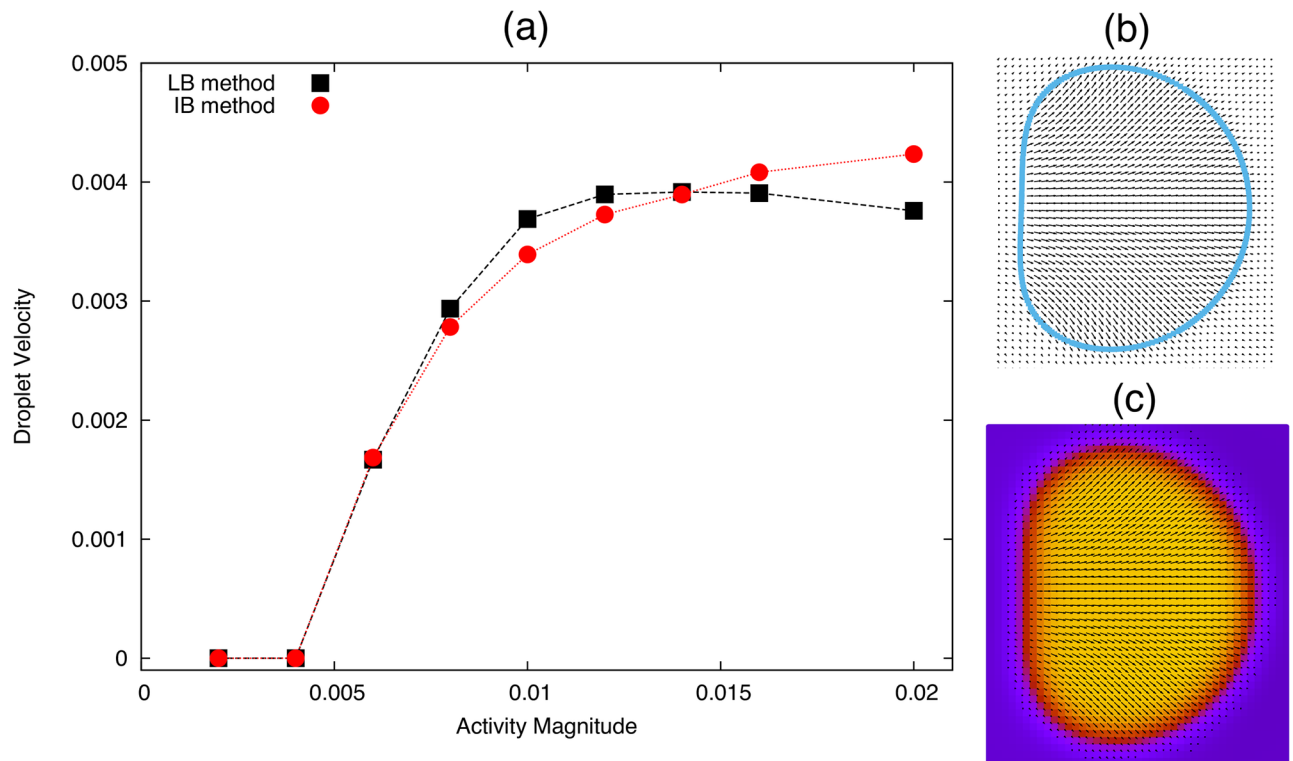 (a)
(b)
0.005
0.004
0.003
0.002
0.001
0
Droplet Velocity
LB method
IB method
0
0.005
0.01
0.015
0.02
Activity Magnitude
(c)